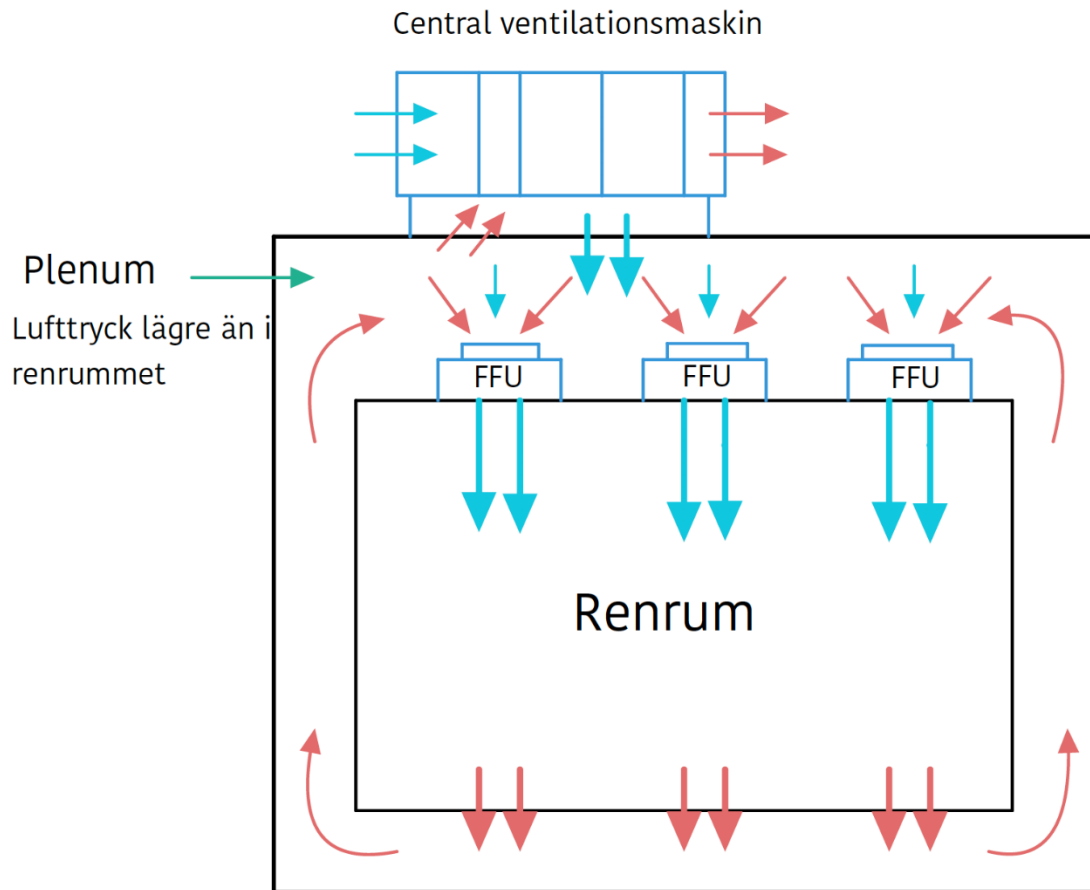 Central ventilationsmaskin
Plenum
Lufttryck lägre än i
renrummet
FFU
FFU
FFU
Renrum